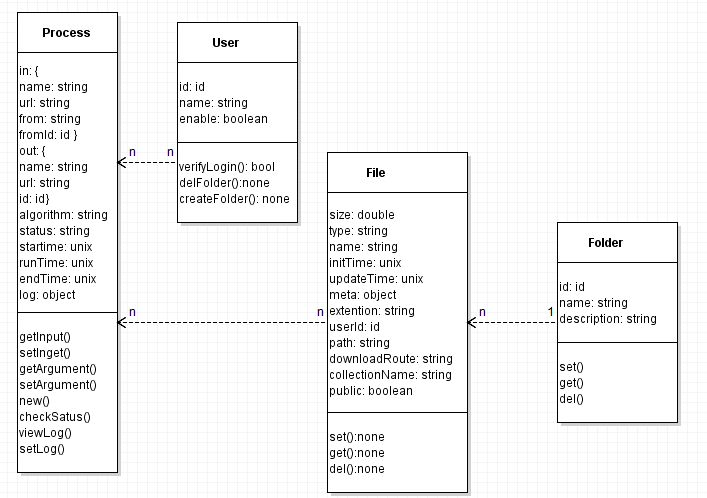 Process
in: {
name: string
url: string
from: string
fromId: id }
out: {
name: string
url: string
id: id}
algorithm: string
status: string
startime: unix
runTime: unix
endTime: unix
log: object
getInput()
setInget()
getArgument()
setArgument()
new()
checkSatus()
viewLog()
setLog()
User
id: id
name: string
enable: boolean
verifyLogin(): bool
delFolder():none
createFolder(): none
n n
n n
File
size: double
type: string
name: string
initTime: unix
updateTime: unix
meta: object
extention: string
userId: id
path: string
downloadRoute: string
collectionName: string
public: boolean
set():none
get():none
del():none
n 1
Folder
id: id
name: string
description: string
set()
get()
del()